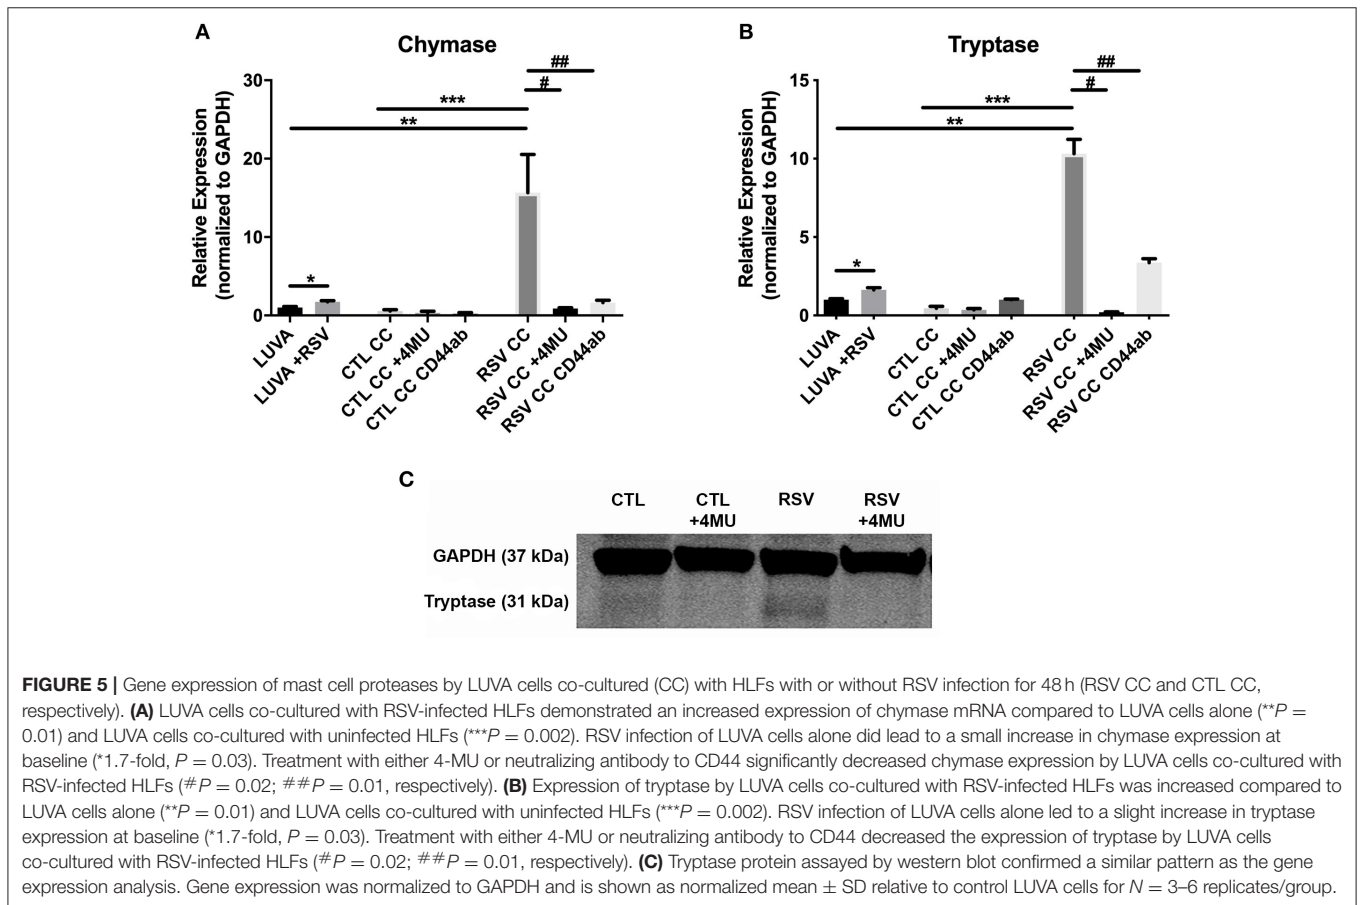 A
Chymase
##
#
***
**
*
Relative Expression
(normalized to GAPDH)
30
20
10
0
LUVA
LUVA +RSV
CTL CC
CTL CC +4MU
CTL CC CD44ab
RSV CC
RSV CC +4MU
RSV CC CD44ab
B
Tryptase
##
#
***
**
*
Relative Expression
(normalized to GAPDH)
15
10
5
0
LUVA
LUVA +RSV
CTL CC
CTL CC +4MU
CTL CC CD44ab
RSV CC
RSV CC +4MU
RSV CC CD44ab
C
CTL
CTL
+4MU
RSV
RSV
+4MU
GAPDH (37 kDa)
Tryptase (31 kDa)
FIGURE 5 | Gene expression of mast cell proteases by LUVA cells co-cultured (CC) with HLFs with or without RSV infection for 48 h (RSV CC and CTL CC,
respectively). (A) LUVA cells co-cultured with RSV-infected HLFs demonstrated an increased expression of chymase mRNA compared to LUVA cells alone (**P =
0.01) and LUVA cells co-cultured with uninfected HLFs (***P = 0.002). RSV infection of LUVA cells alone did lead to a small increase in chymase expression at
baseline (*1.7-fold, P = 0.03). Treatment with either 4-MU or neutralizing antibody to CD44 significantly decreased chymase expression by LUVA cells co-cultured with
RSV-infected HLFs (#P = 0.02; ##P = 0.01, respectively). (B) Expression of tryptase by LUVA cells co-cultured with RSV-infected HLFs was increased compared to
LUVA cells alone (**P = 0.01) and LUVA cells co-cultured with uninfected HLFs (***P = 0.002). RSV infection of LUVA cells alone led to a slight increase in tryptase
expression at baseline (*1.7-fold, P = 0.03). Treatment with either 4-MU or neutralizing antibody to CD44 decreased the expression of tryptase by LUVA cells
co-cultured with RSV-infected HLFs (#P = 0.02; ##P = 0.01, respectively). (C) Tryptase protein assayed by western blot confirmed a similar pattern as the gene
expression analysis. Gene expression was normalized to GAPDH and is shown as normalized mean ± SD relative to control LUVA cells for N = 3–6 replicates/group.